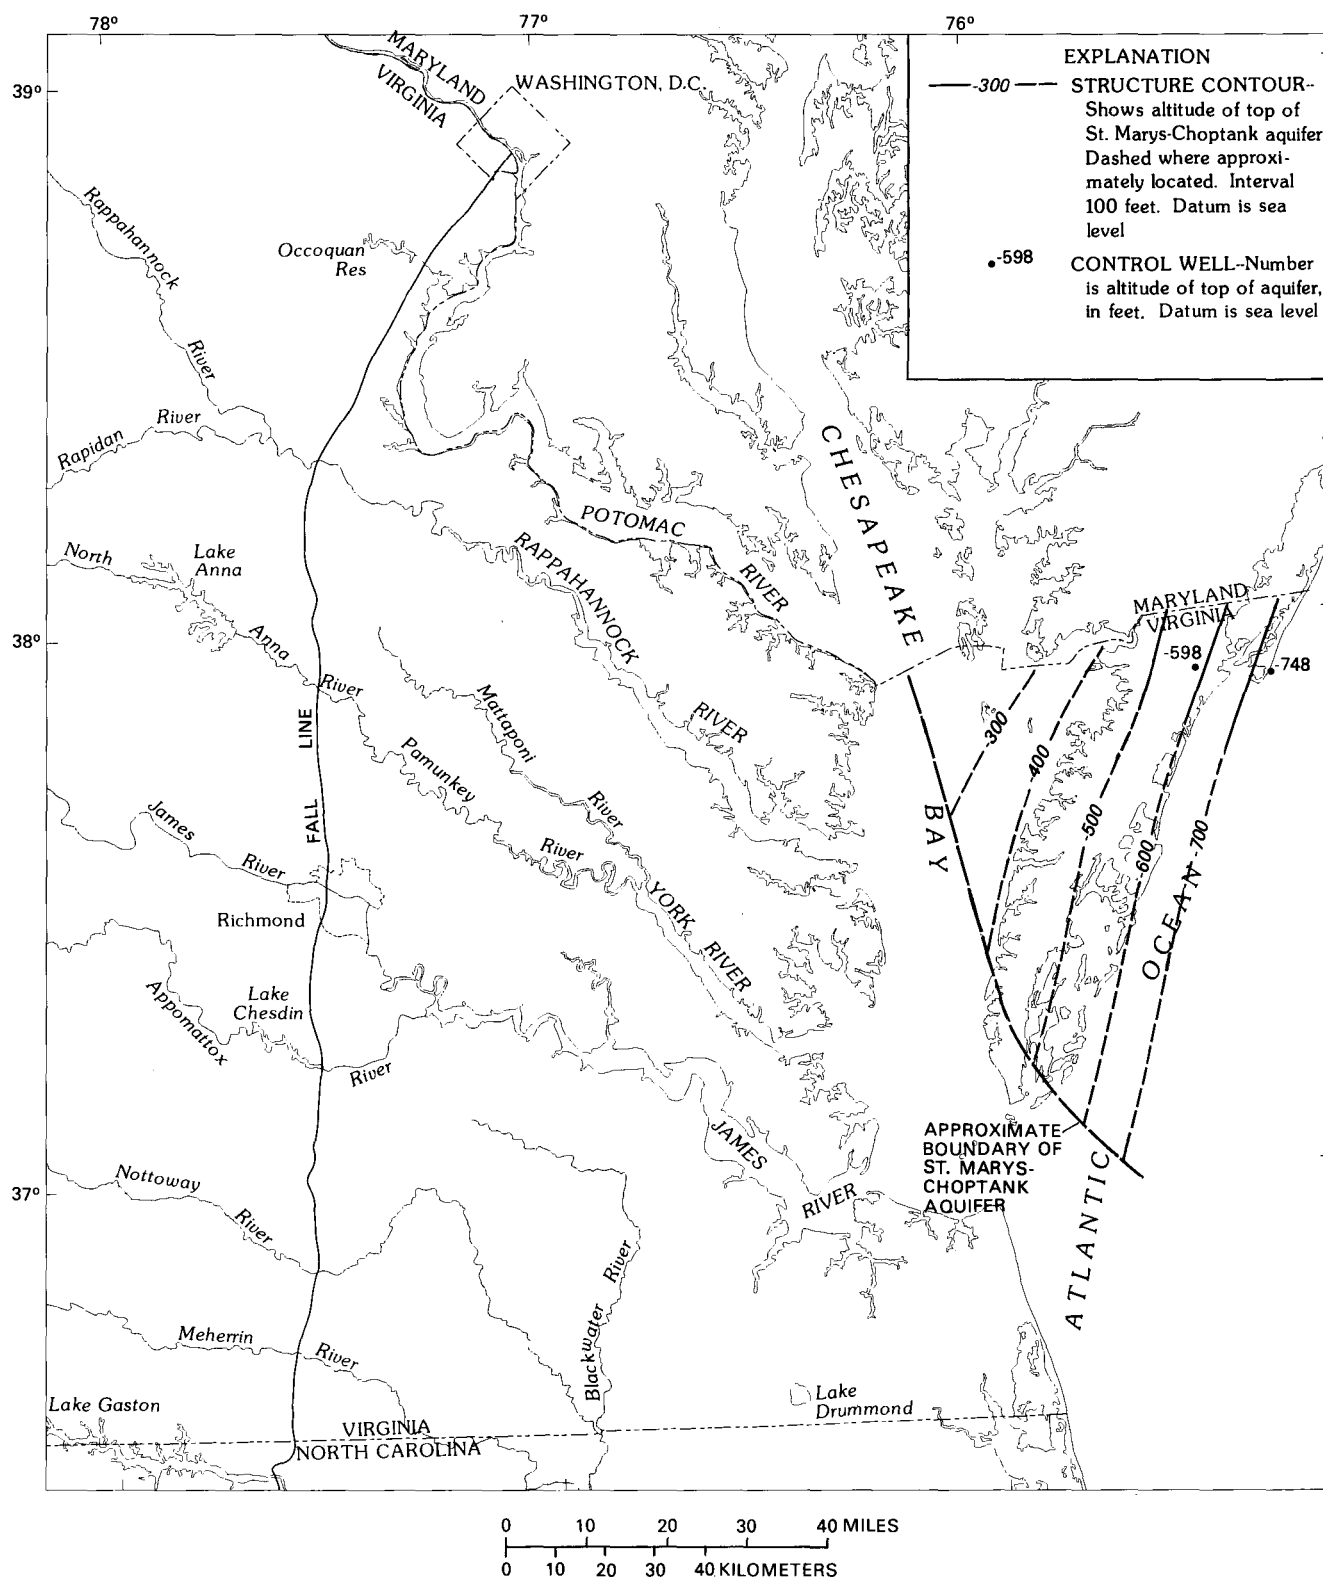 78º
77º
76º
39º
38º
37º
EXPLANATION
-300
STRUCTURE CONTOUR--
Shows altitude of top of
St. Marys-Choptank aquifer
Dashed where approxi-
mately located. Interval
100 feet. Datum is sea
level
-598
CONTROL WELL--Number
is altitude of top of aquifer,
in feet. Datum is sea level
MARYLAND
VIRGINIA
WASHINGTON, D.C.
Rappahannock
River
Occoquan
Res
Rapidan
River
CHESAPEAKE
BAY
POTOMAC
RIVER
North
Anna
River
Lake
Anna
RAPPAHANNOCK
RIVER
MARYLAND
VIRGINIA
-598
-748
-300
-400
-500
-600
-700
Mattaponi
River
FALL LINE
Pamunkey
River
James
River
Richmond
YORK
RIVER
ATLANTIC OCEAN
Appomattox
River
Lake
Chesdin
JAMES
RIVER
APPROXIMATE
BOUNDARY OF
ST. MARYS-
CHOPTANK
AQUIFER
Nottoway
River
Blackwater River
Meherrin
River
Lake Gaston
Lake
Drummond
VIRGINIA
NORTH CAROLINA
0 10 20 30 40 MILES
0 10 20 30 40 KILOMETERS